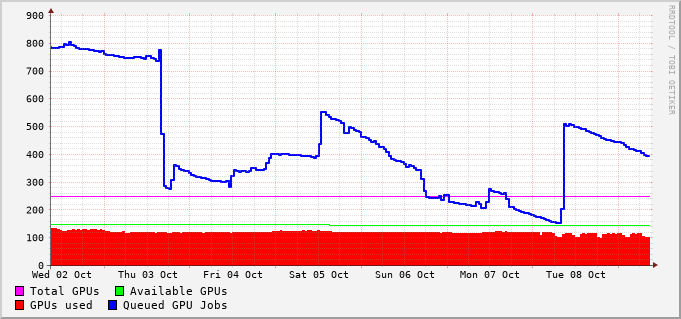 900
800
700
600
500
400
300
200
100
0
Wed 02 Oct Thu 03 Oct Fri 04 Oct Sat 05 Oct Sun 06 Oct Mon 07 Oct Tue 08 Oct
Total GPUs Available GPUs
GPUs used Queued GPU Jobs
RRDTOOL / TOBI OETIKER